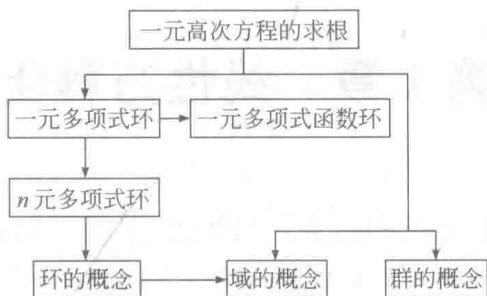 一元高次方程的求根
一元多项式环
一元多项式函数环
n元多项式环
环的概念
域的概念
群的概念